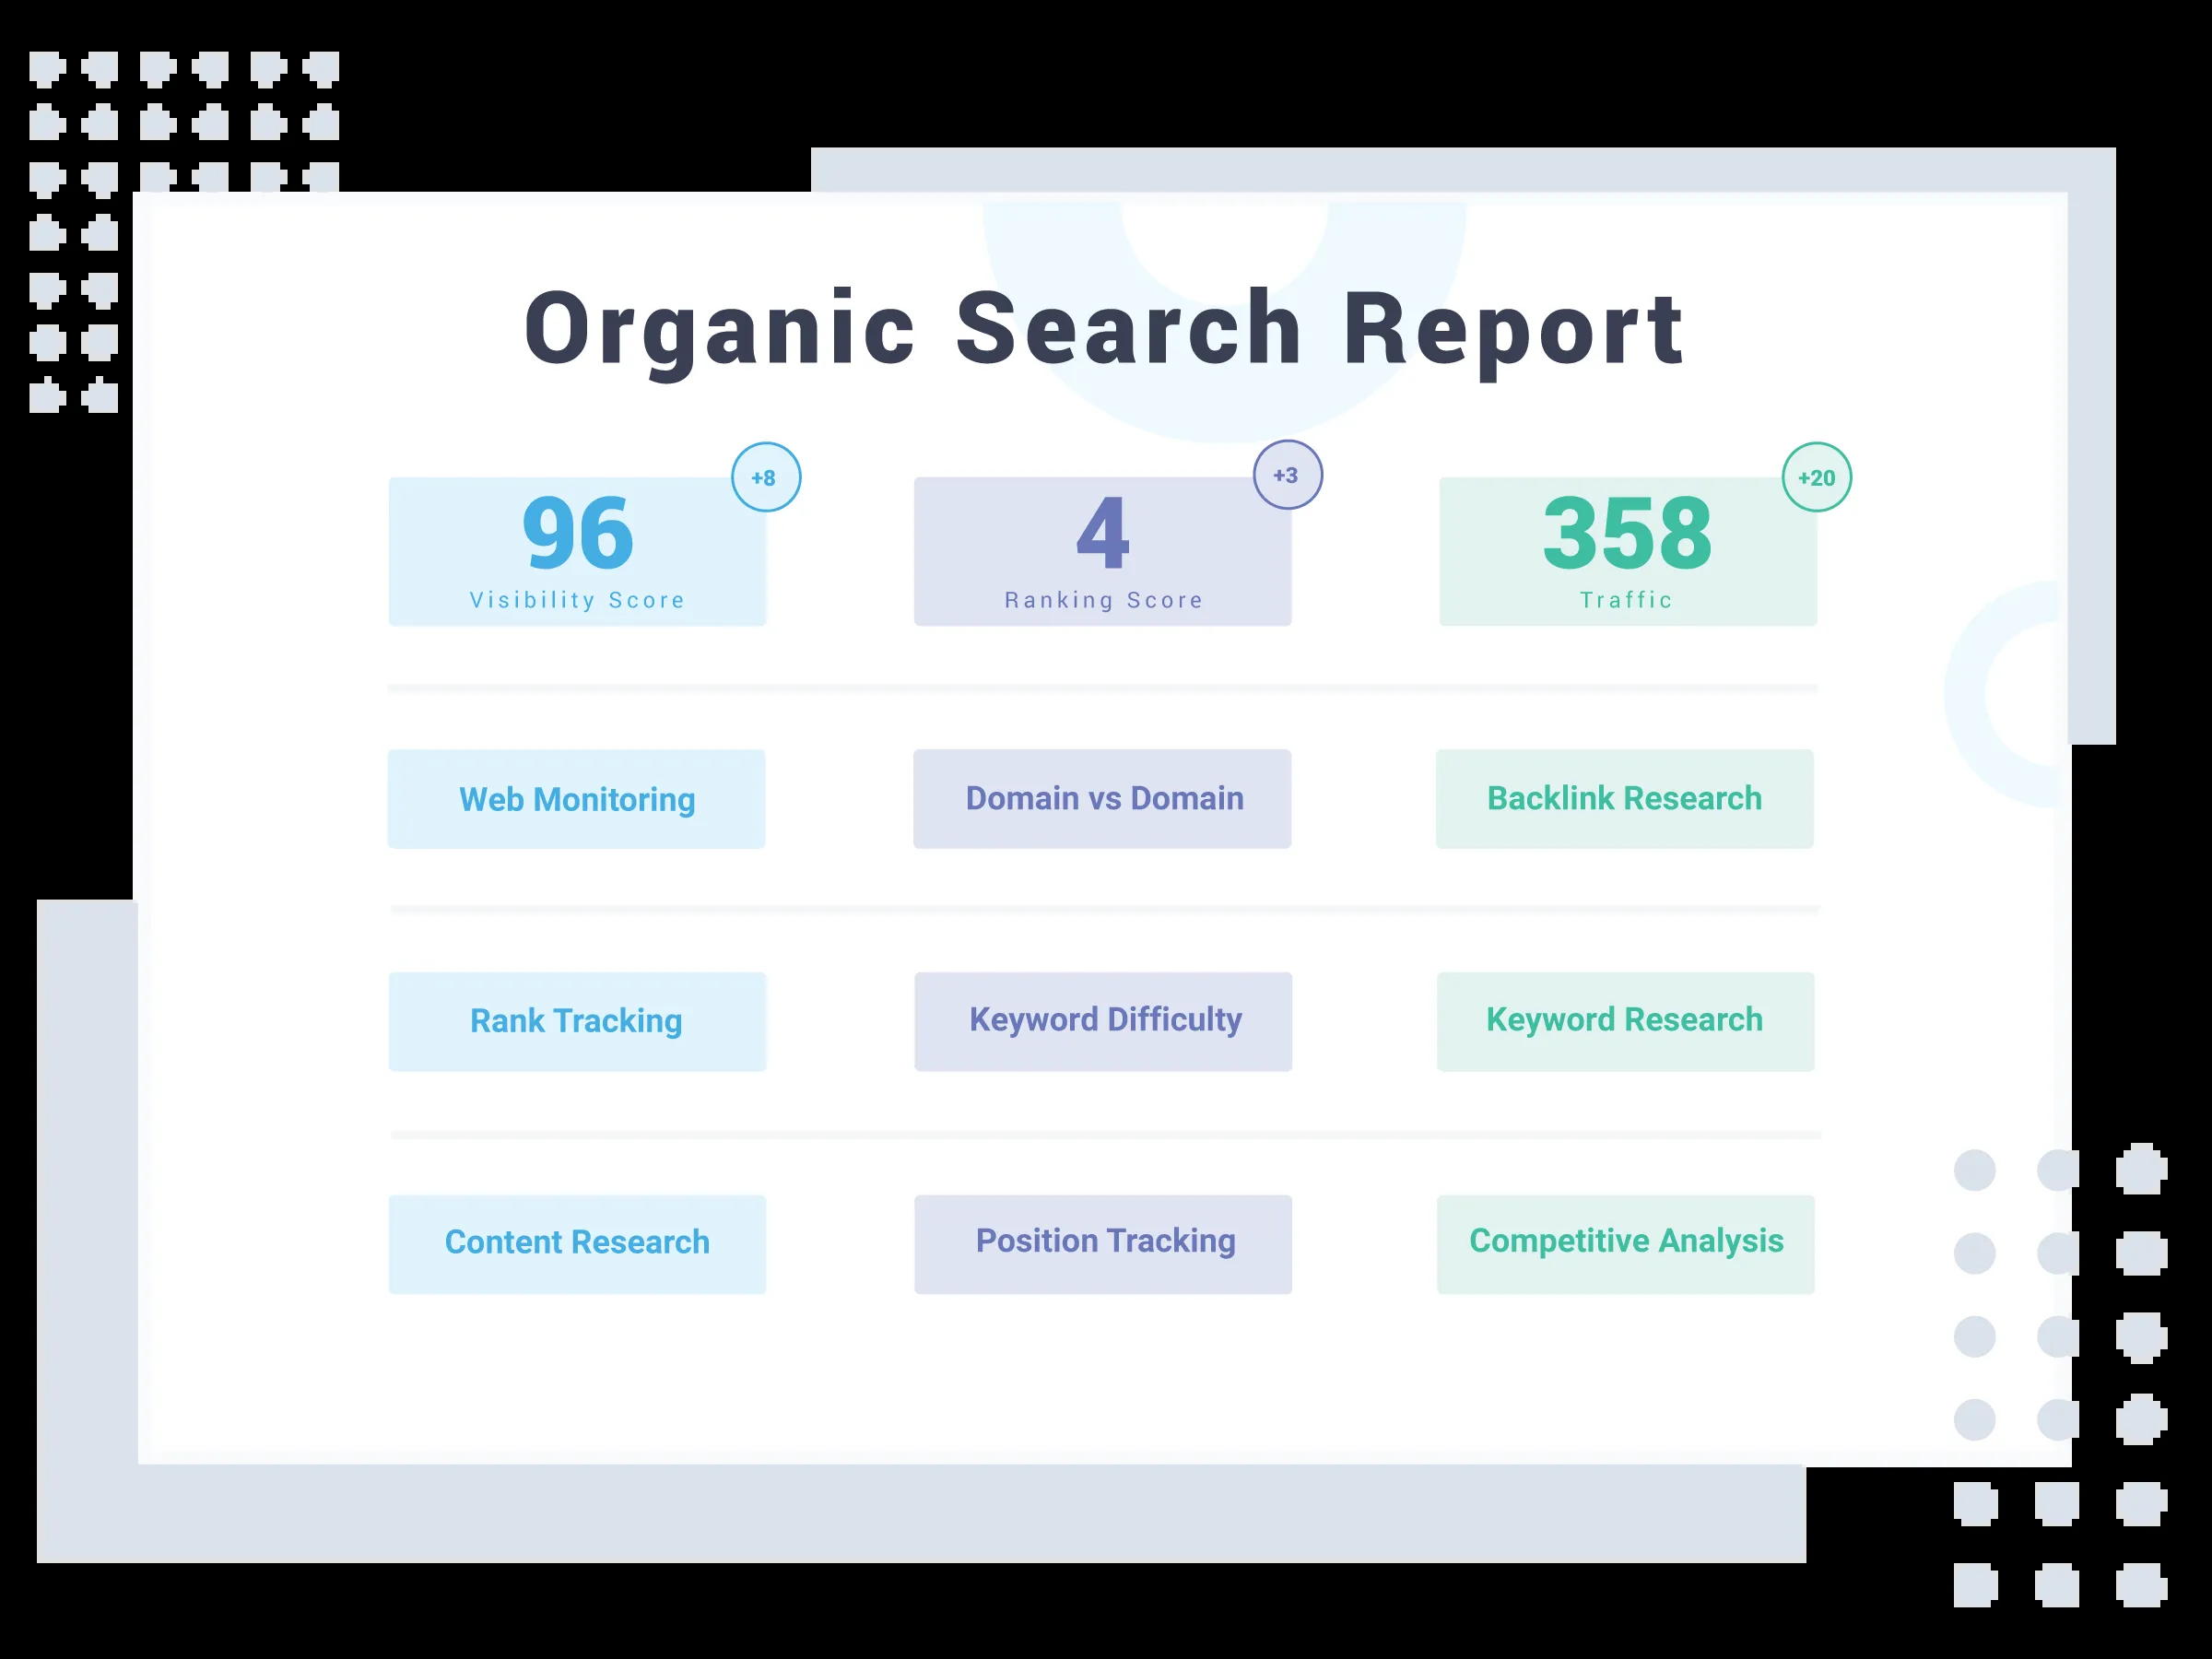 Organic Search Report
+8
+3
+20
96
4
358
Visibility Score
Ranking Score
Traffic
Web Monitoring
Domain vs Domain
Backlink Research
Rank Tracking
Keyword Difficulty
Keyword Research
Content Research
Position Tracking
Competitive Analysis